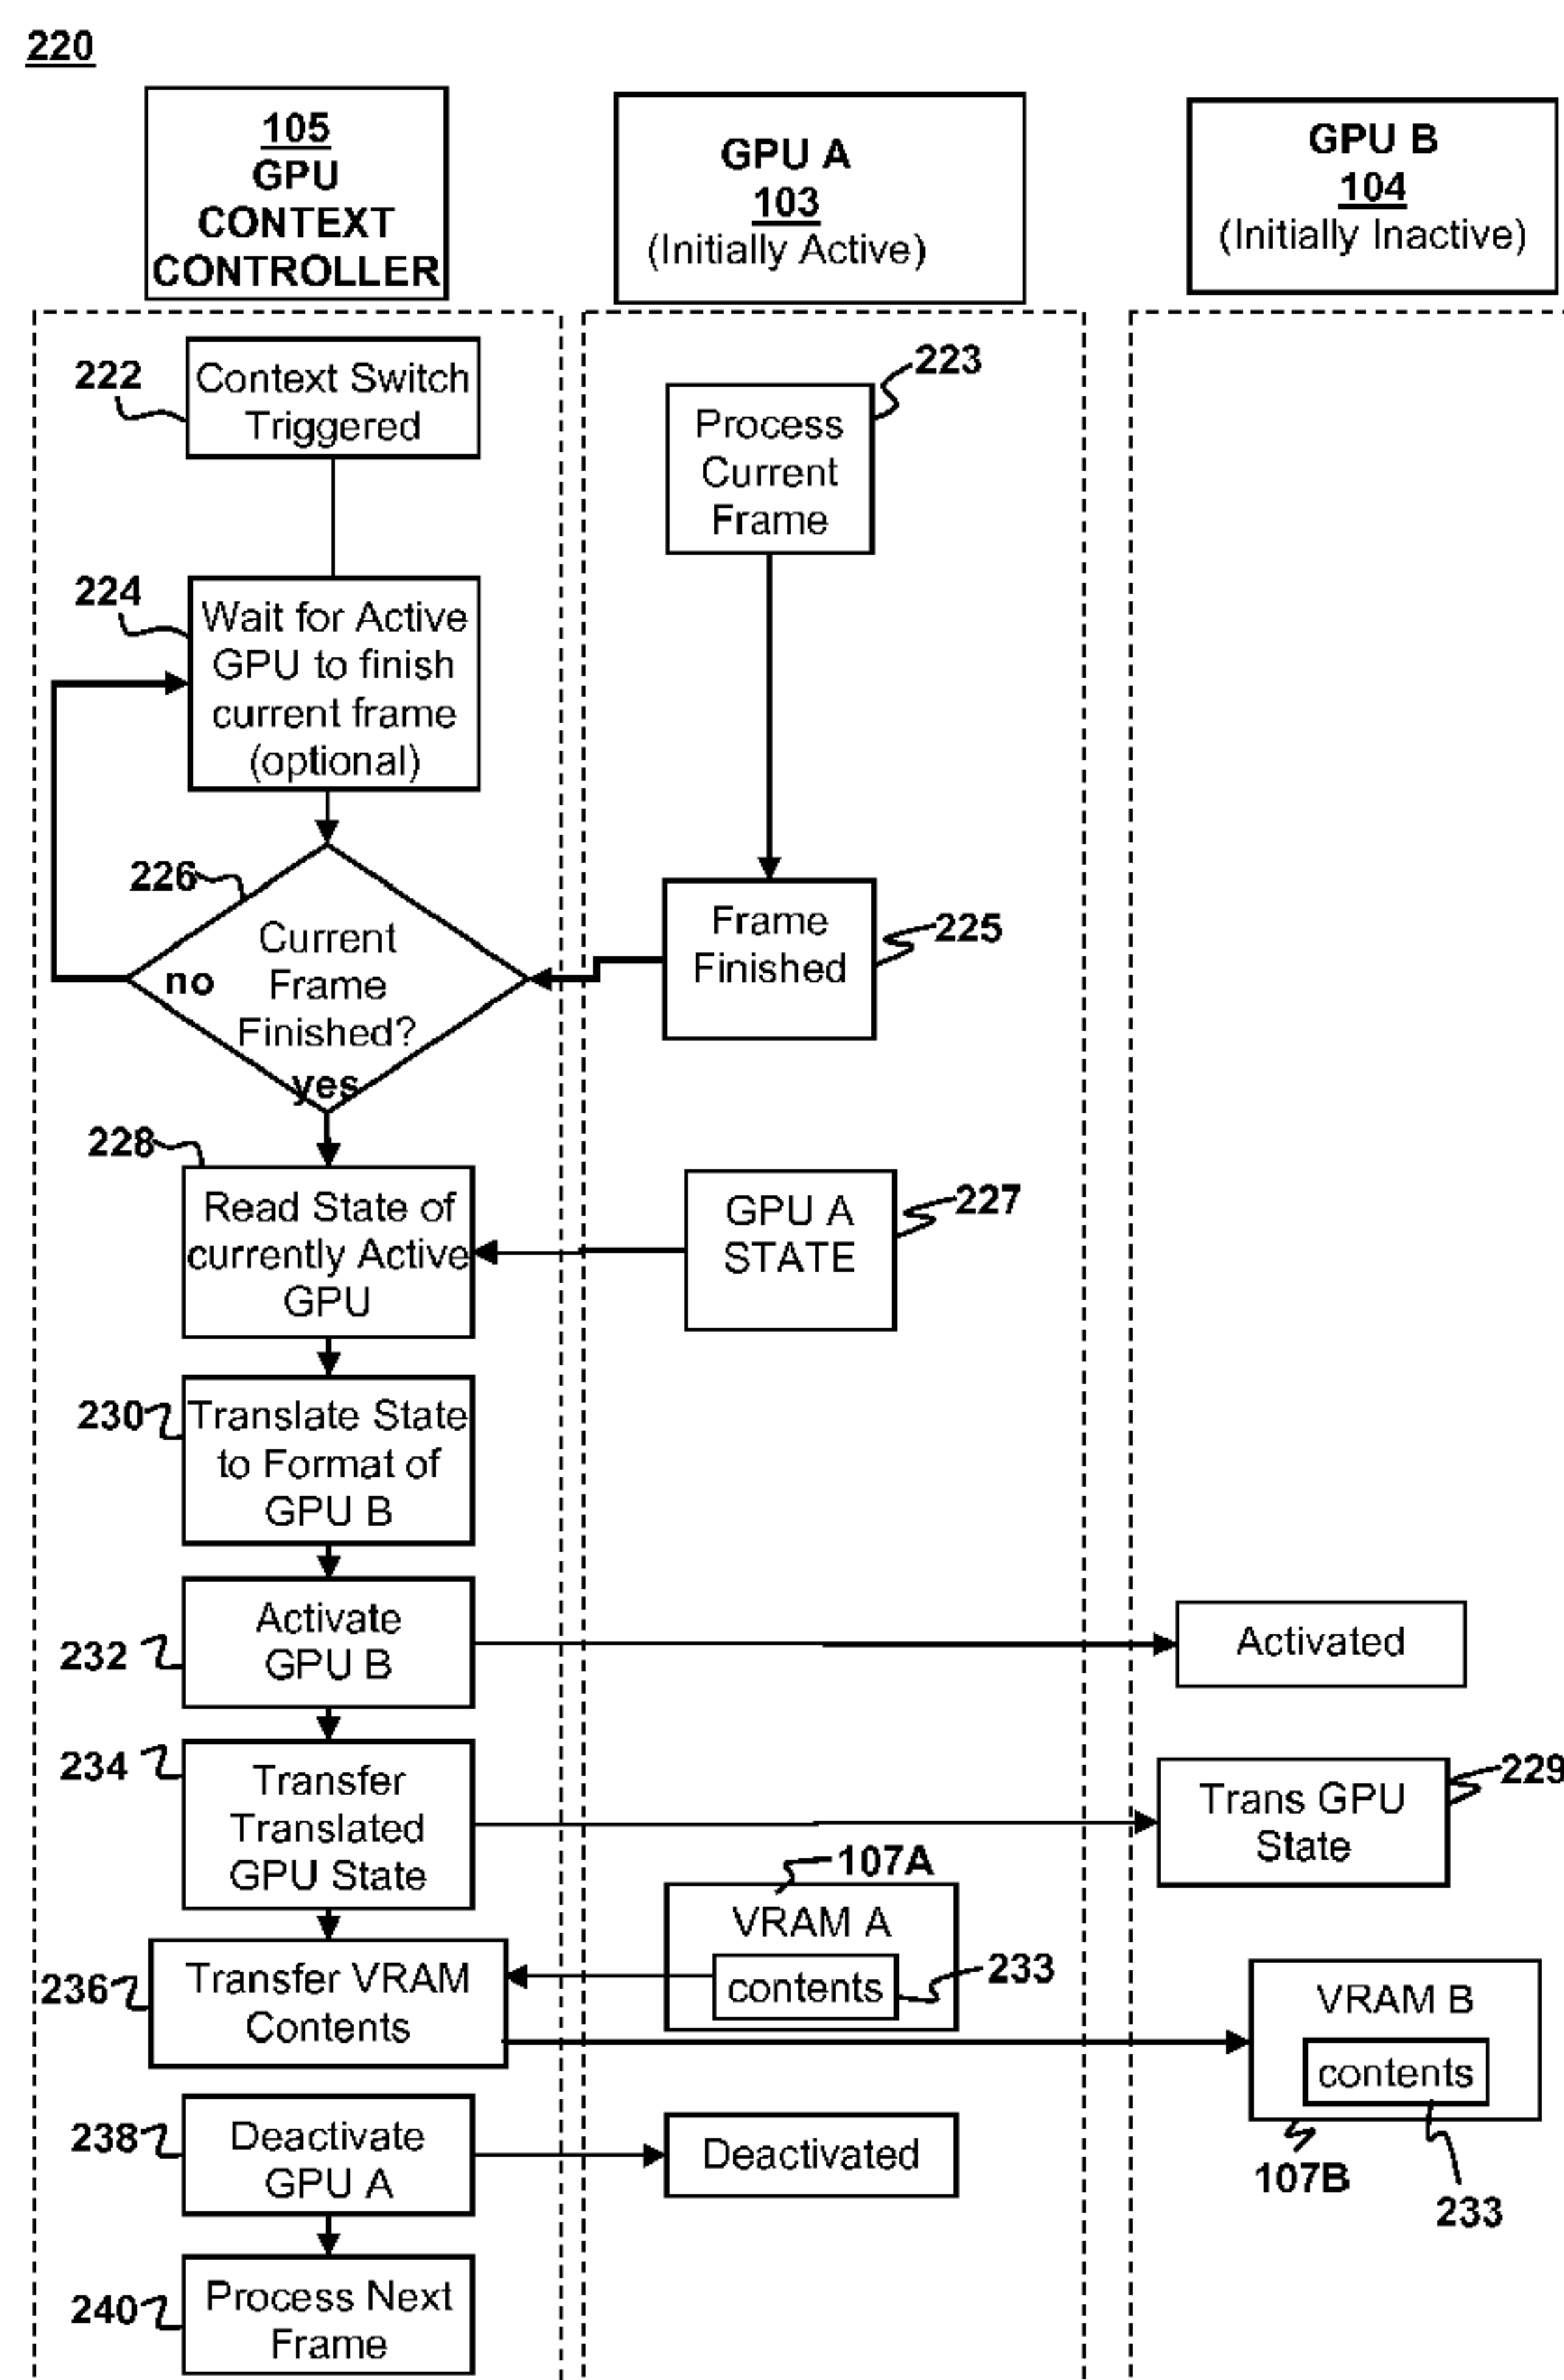 220
105
GPU
CONTEXT
CONTROLLER
GPU A
103
(Initially Active)
GPU B
104
(Initially Inactive)
222
Context Switch
Triggered
223
Process
Current
Frame
224
Wait for Active
GPU to finish
current frame
(optional)
226
Current
Frame
Finished?
no
yes
Frame
Finished
225
228
Read State of
currently Active
GPU
GPU A
STATE
227
230
Translate State
to Format of
GPU B
232
Activate
GPU B
Activated
234
Transfer
Translated
GPU State
Trans GPU
State
229
107A
VRAM A
contents
233
236
Transfer VRAM
Contents
VRAM B
contents
107B
233
238
Deactivate
GPU A
Deactivated
240
Process Next
Frame